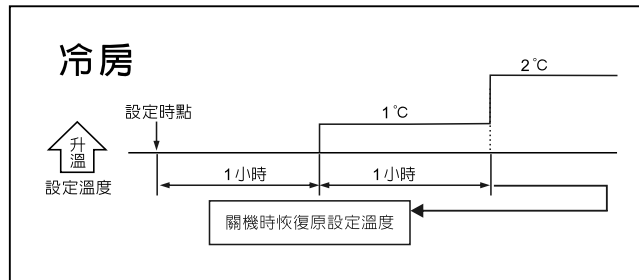 冷房
2℃
設定時點
1℃
升溫
設定溫度
1小時
1小時
關機時恢復原設定溫度